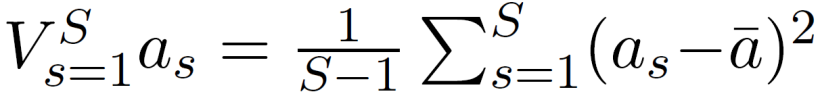 $V_{s=1}^{S} a_s = \frac{1}{S-1} \sum_{s=1}^{S} (a_s - \bar{a})^2$